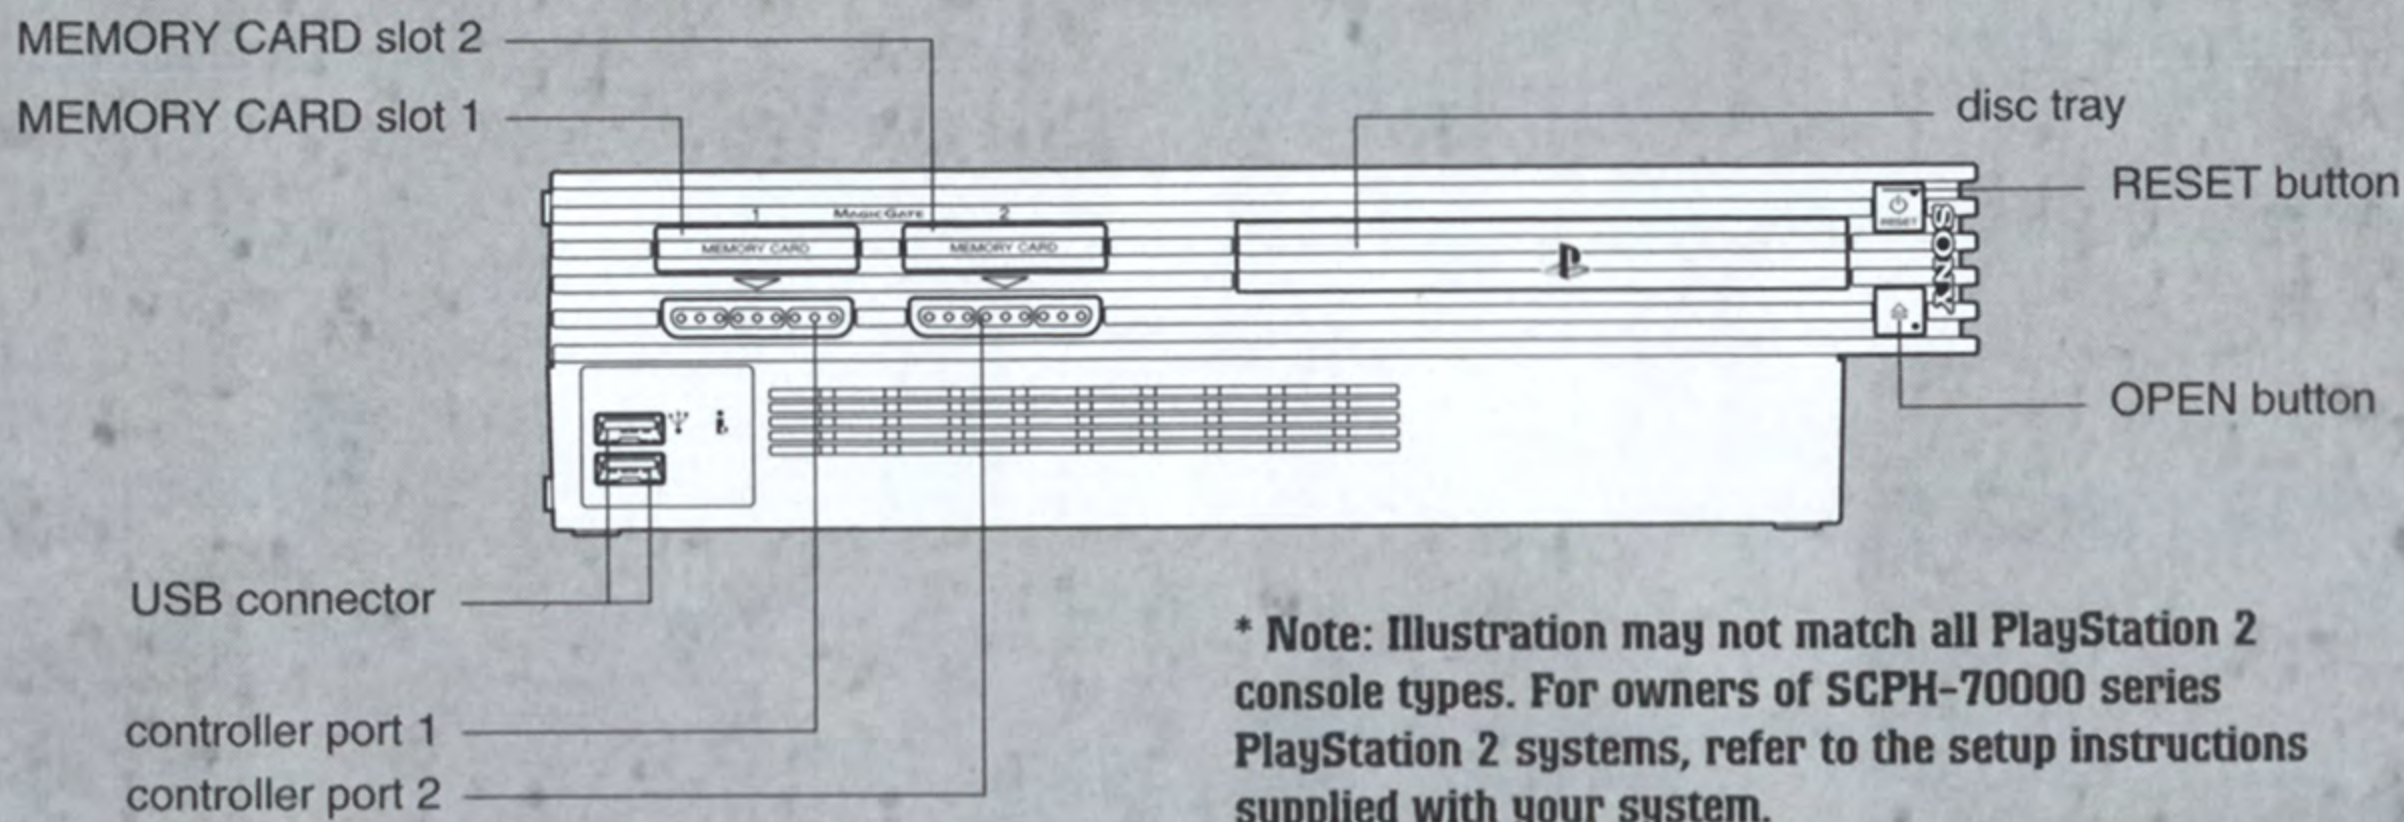 MEMORY CARD slot 2
MEMORY CARD slot 1
disc tray
RESET button
1 MagicGate 2
MEMORY CARD MEMORY CARD
RESET
SONY
OPEN button
USB connector
controller port 1
controller port 2
* Note: Illustration may not match all PlayStation 2
console types. For owners of SCPH-70000 series
PlayStation 2 systems, refer to the setup instructions
supplied with your system.